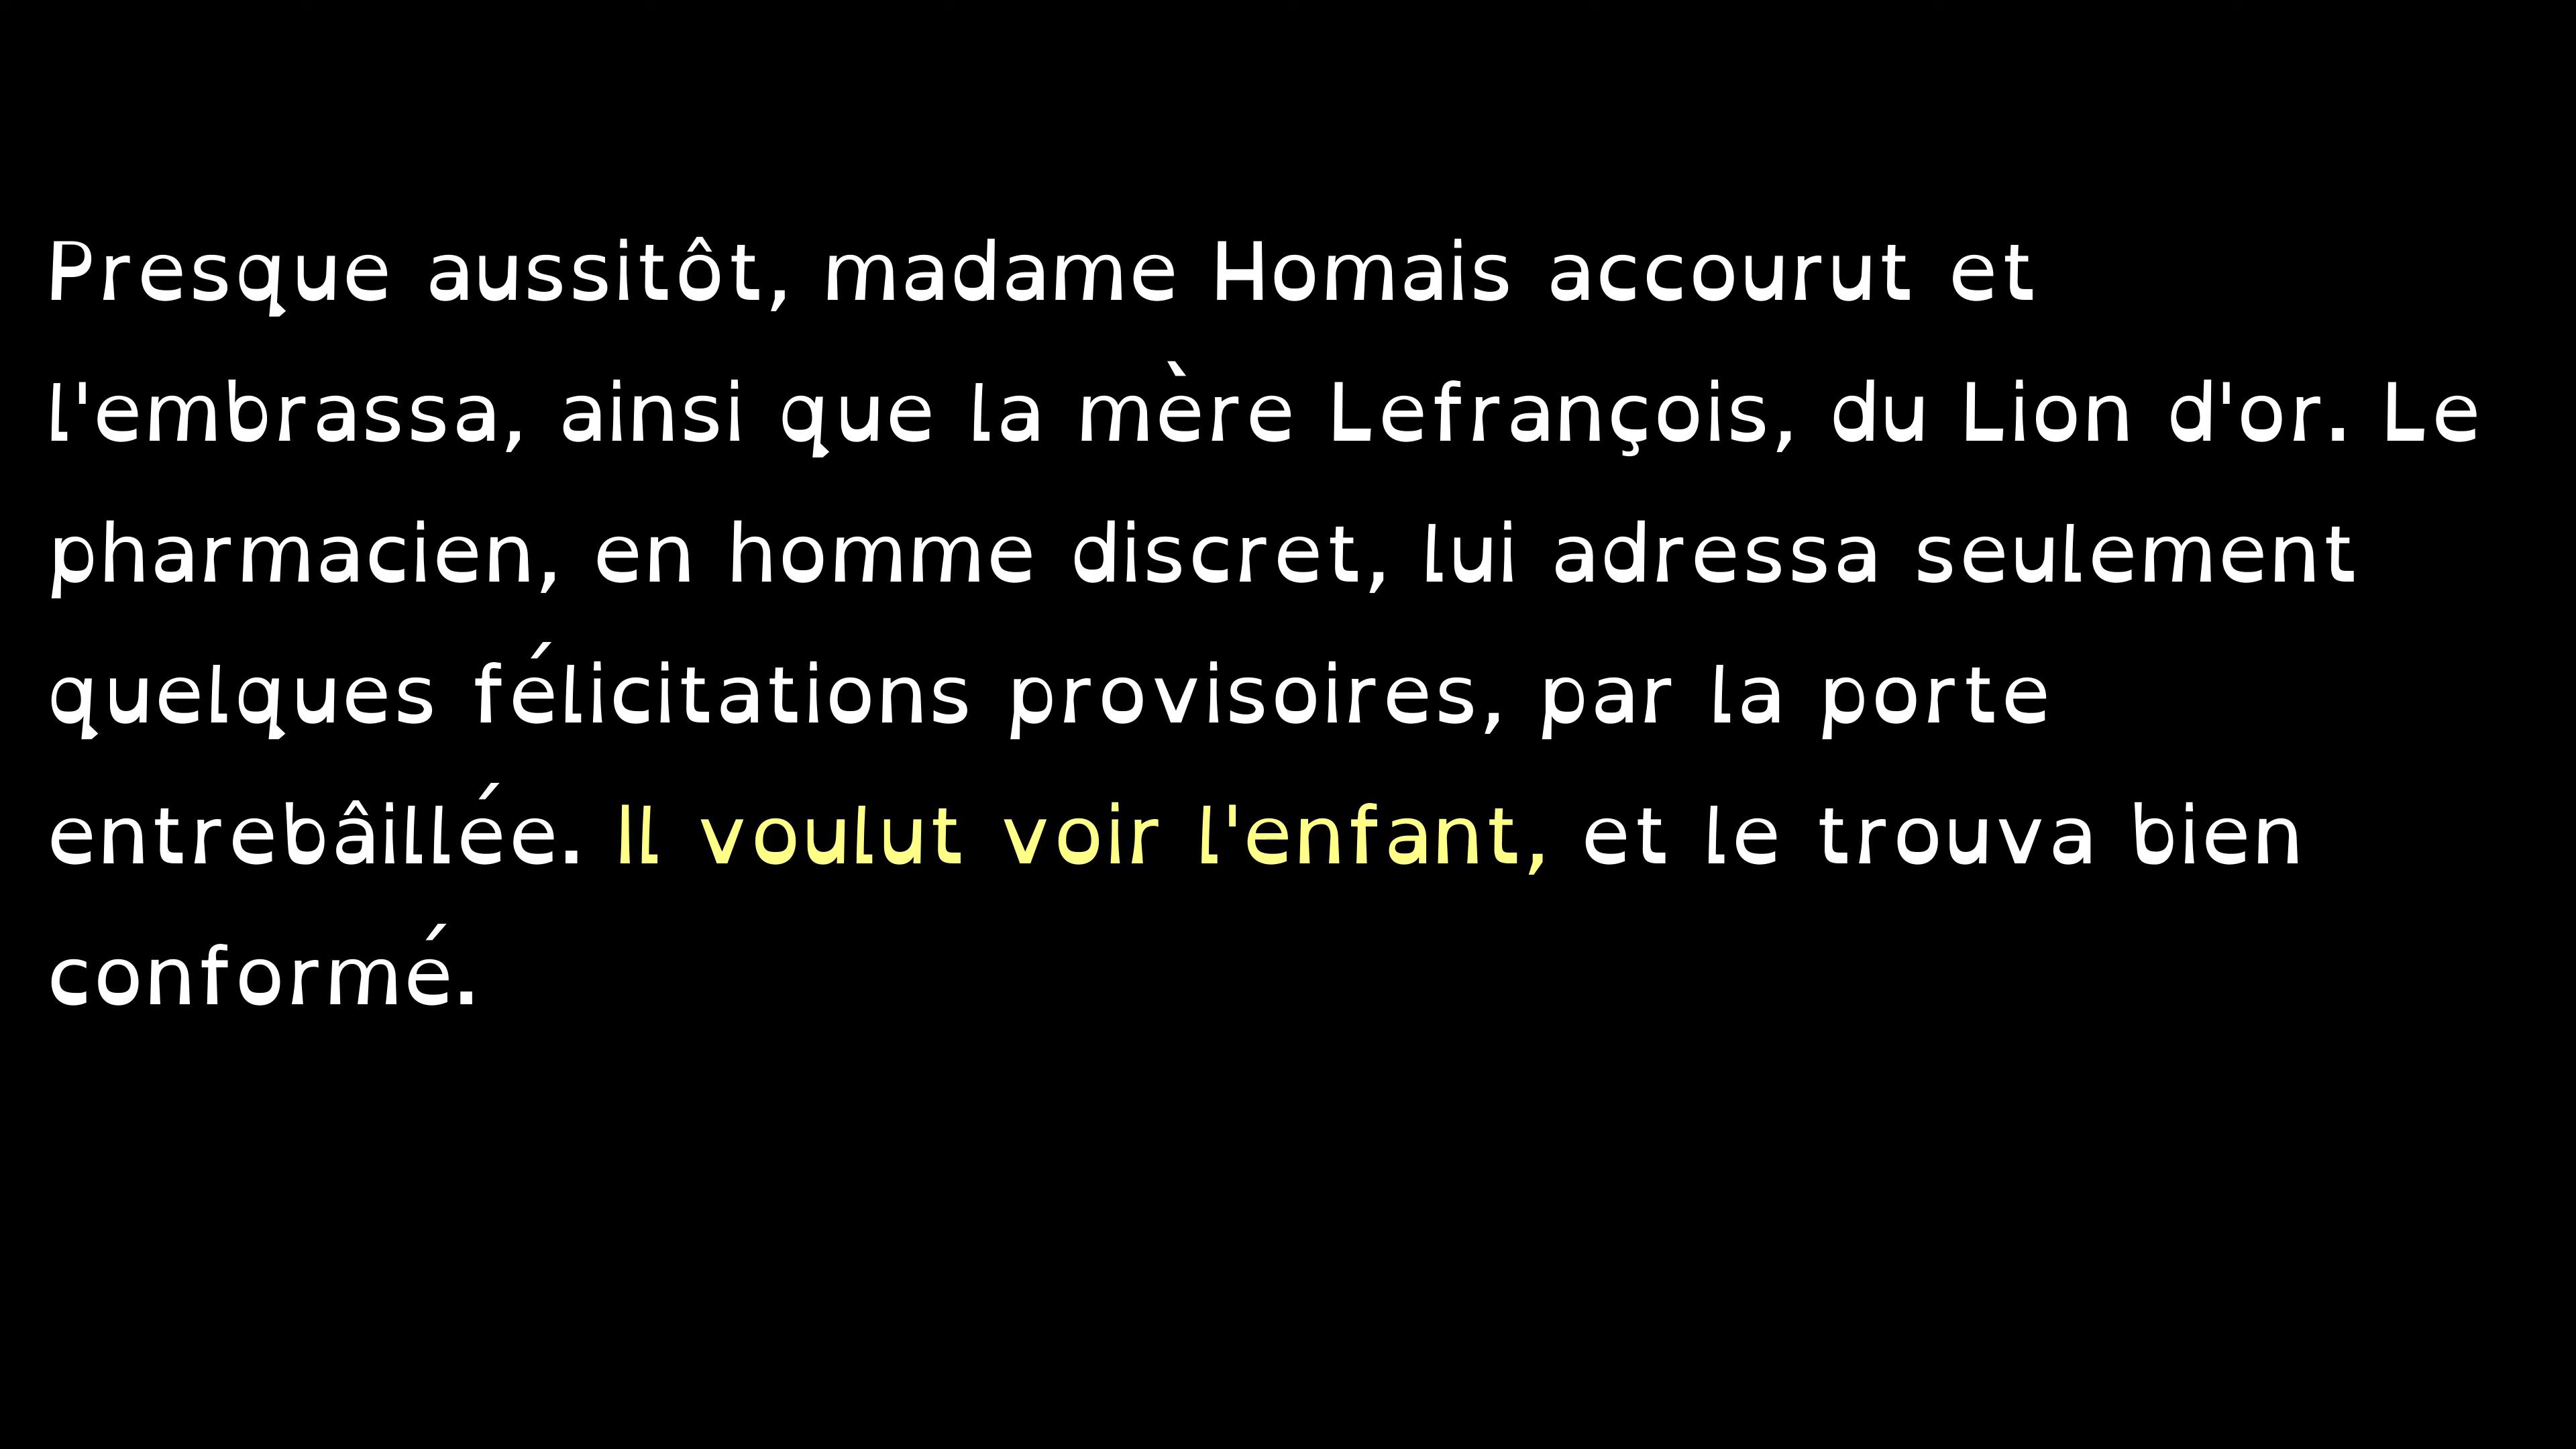 Presque aussitôt, madame Homais accourut et
l'embrassa, ainsi que la mère Lefrançois, du Lion d'or. Le
pharmacien, en homme discret, lui adressa seulement
quelques félicitations provisoires, par la porte
entrebâillée. Il voulut voir l'enfant, et le trouva bien
conformé.